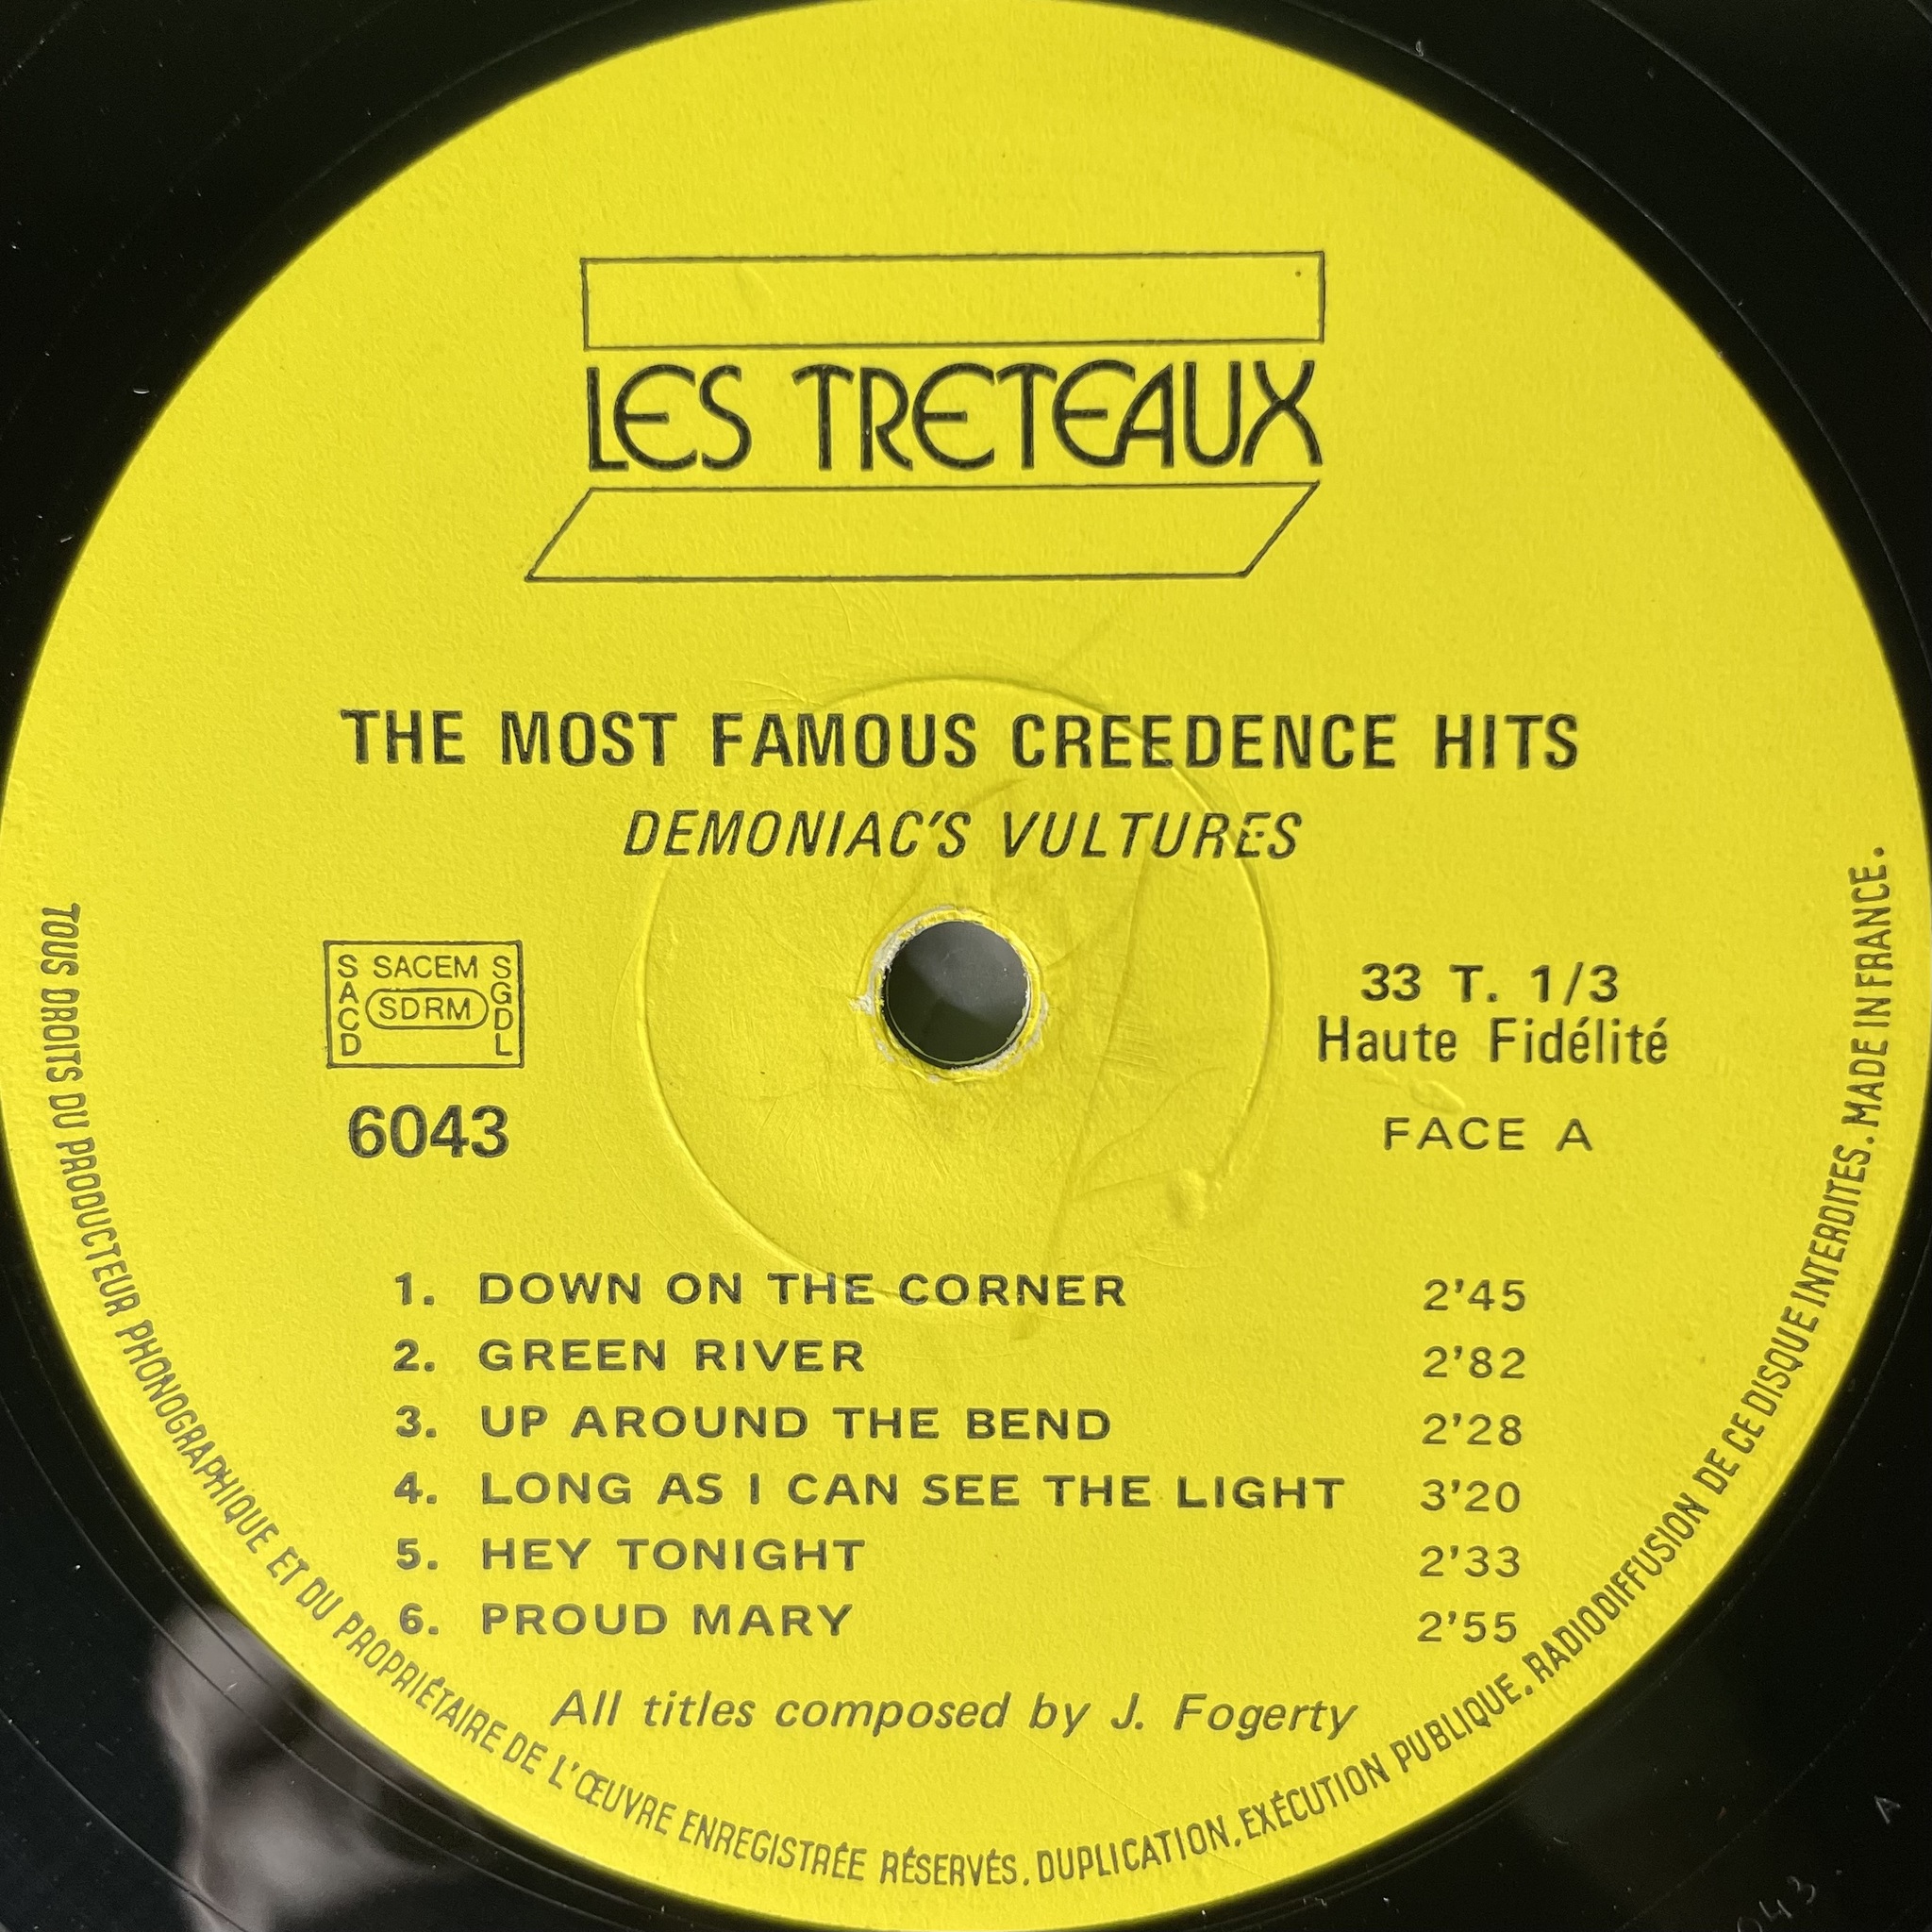 LES TRETEAUX
THE MOST FAMOUS CREEDENCE HITS
DEMONIAC'S VULTURES
S SACEM S
A SDRM G
C D
D L
6043
33 T. 1/3
Haute Fidélité
FACE A
1. DOWN ON THE CORNER 2'45
2. GREEN RIVER 2'82
3. UP AROUND THE BEND 2'28
4. LONG AS I CAN SEE THE LIGHT 3'20
5. HEY TONIGHT 2'33
6. PROUD MARY 2'55
All titles composed by J. Fogerty
TOUS DROITS DU PRODUCTEUR PHONOGRAPHIQUE ET DU PROPRIÉTAIRE DE L'ŒUVRE ENREGISTRÉE RÉSERVÉS. DUPLICATION. EXÉCUTION PUBLIQUE. RADIODIFFUSION DE CE DISQUE INTERDITES. MADE IN FRANCE.